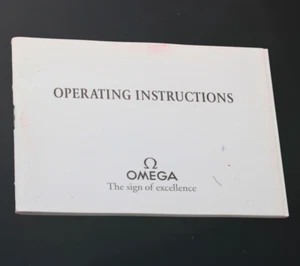 OPERATING INSTRUCTIONS
Ω
OMEGA
The sign of excellence